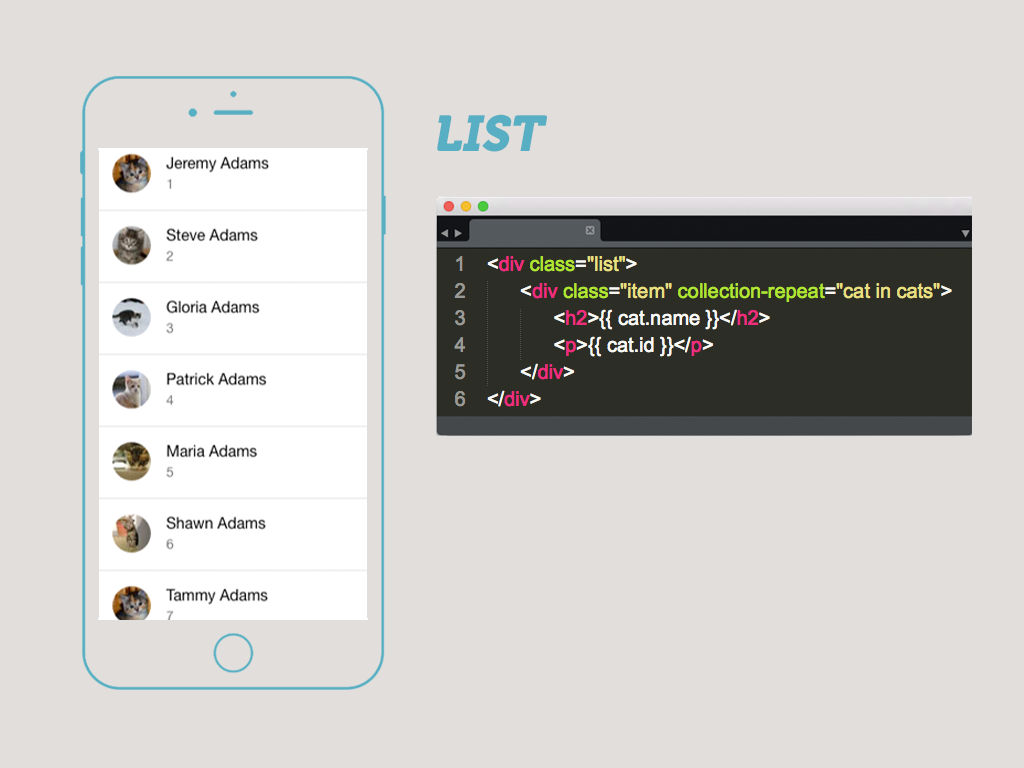 Jeremy Adams
1
Steve Adams
2
Gloria Adams
3
Patrick Adams
4
Maria Adams
5
Shawn Adams
6
Tammy Adams
7
LIST
1 <div class="list">
2 <div class="item" collection-repeat="cat in cats">
3 <h2>{{ cat.name }}</h2>
4 <p>{{ cat.id }}</p>
5 </div>
6 </div>